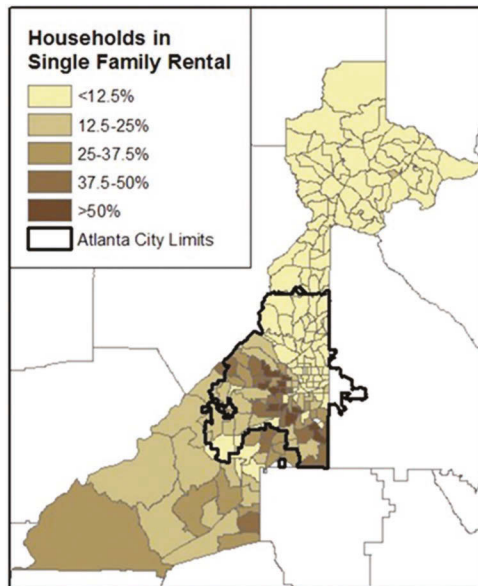 Households in
Single Family Rental
<12.5%
12.5-25%
25-37.5%
37.5-50%
>50%
Atlanta City Limits